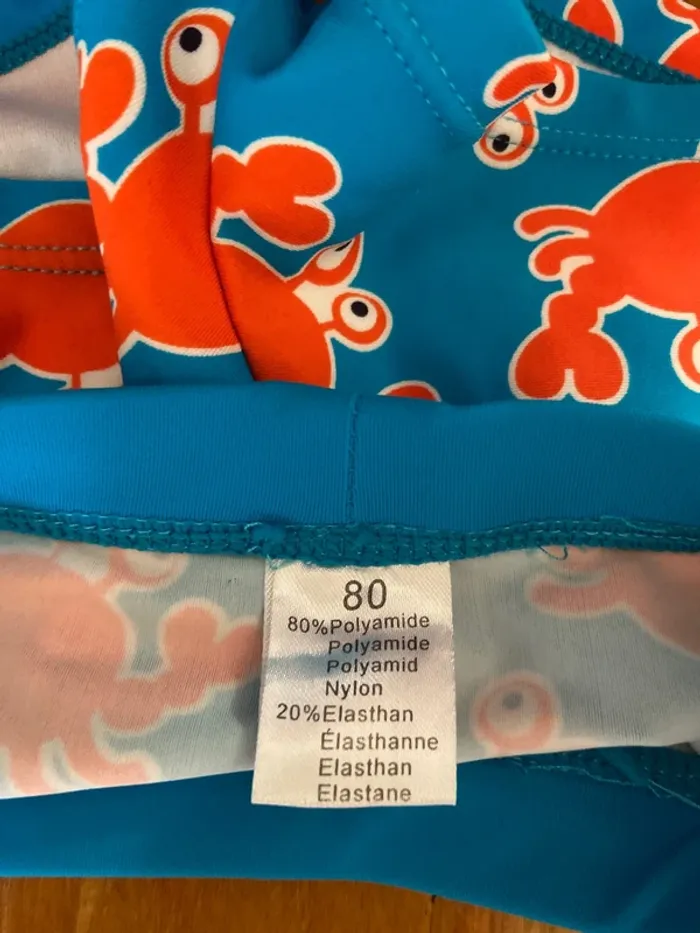 80
80%Polyamide
Polyamide
Polyamid
Nylon
20%Elasthan
Élasthanne
Elasthan
Elastane